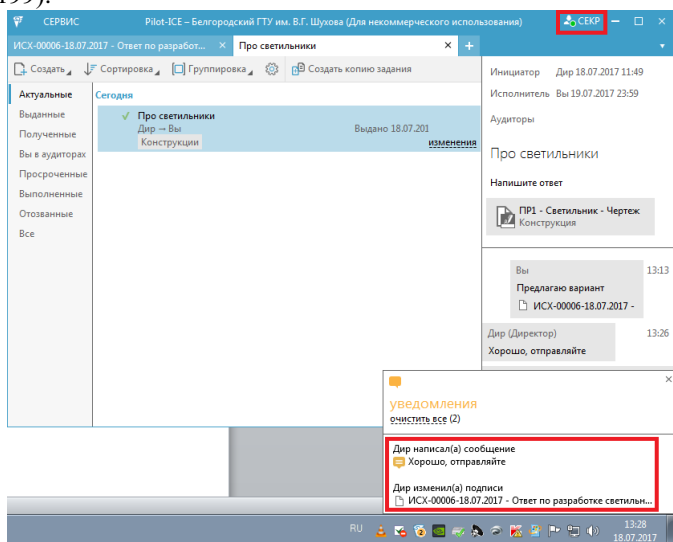 199).
СЕРВИС
Pilot-ICE – Белгородский ГТУ им. В.Г. Шухова (Для некоммерческого использования)
СЕКР
ИСХ-00006-18.07.2017 - Ответ по разработ...
Про светильники
Создать
Сортировка
Группировка
Создать копию задания
Актуальные
Выданные
Полученные
Вы в аудиторах
Просроченные
Выполненные
Отозванные
Все
Сегодня
Про светильники
Дир → Вы
Выдано 18.07.201
Конструкции
изменения
Инициатор Дир 18.07.2017 11:49
Исполнитель Вы 19.07.2017 23:59
Аудиторы
Про светильники
Напишите ответ
ПР1 - Светильник - Чертеж
Конструкция
Вы 13:13
Предлагаю вариант
ИСХ-00006-18.07.2017 -
Дир (Директор) 13:26
Хорошо, отправляйте
уведомления
очистить все (2)
Дир написал(а) сообщение
Хорошо, отправляйте
Дир изменил(а) подписи
ИСХ-00006-18.07.2017 - Ответ по разработке светильн...
RU
13:28
18.07.2017